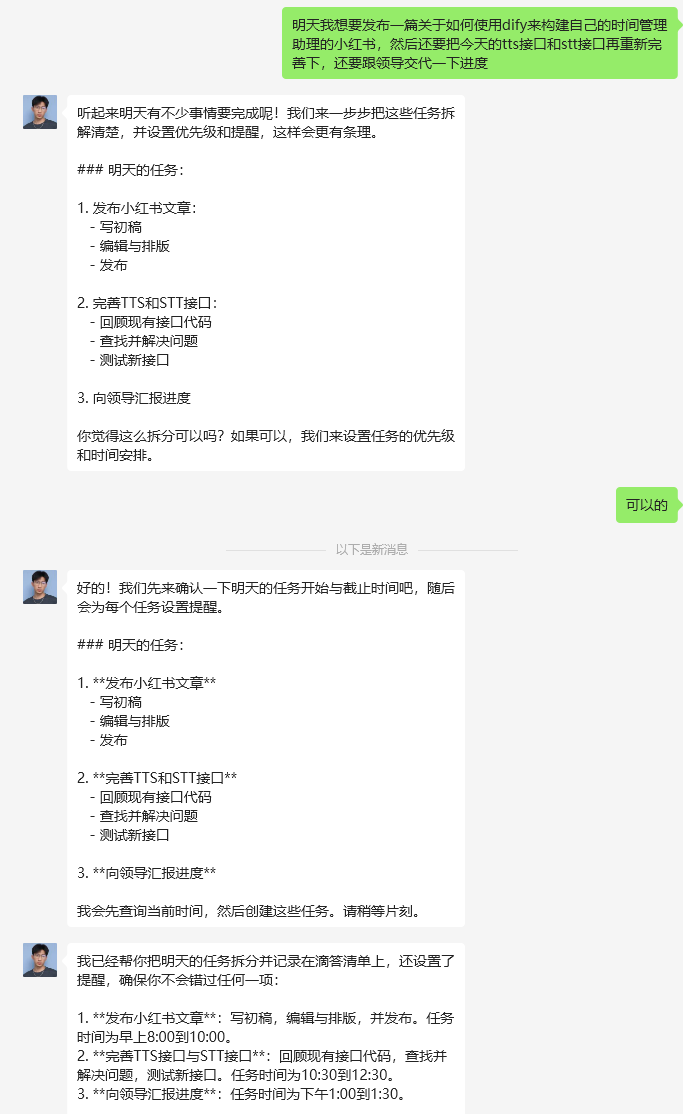 明天我想要发布一篇关于如何使用dify来构建自己的时间管理
助理的小红书，然后还要把今天的tts接口和stt接口再重新完
善下，还要跟领导交代一下进度
听起来明天有不少事情要完成呢！我们来一步步把这些任务拆
解清楚，并设置优先级和提醒，这样会更有条理。
### 明天的任务：
1. 发布小红书文章：
- 写初稿
- 编辑与排版
- 发布
2. 完善TTS和STT接口：
- 回顾现有接口代码
- 查找并解决问题
- 测试新接口
3. 向领导汇报进度
你觉得这么拆分可以吗？如果可以，我们来设置任务的优先级
和时间安排。
可以的
以下是新消息
好的！我们先来确认一下明天的任务开始与截止时间吧，随后
会为每个任务设置提醒。
### 明天的任务：
1. **发布小红书文章**
- 写初稿
- 编辑与排版
- 发布
2. **完善TTS和STT接口**
- 回顾现有接口代码
- 查找并解决问题
- 测试新接口
3. **向领导汇报进度**
我会先查询当前时间，然后创建这些任务。请稍等片刻。
我已经帮你把明天的任务拆分并记录在滴答清单上，还设置了
提醒，确保你不会错过任何一项：
1. **发布小红书文章**：写初稿，编辑与排版，并发布。任务
时间为早上8:00到10:00。
2. **完善TTS接口与STT接口**：回顾现有接口代码，查找并
解决问题，测试新接口。任务时间为10:30到12:30。
3. **向领导汇报进度**：任务时间为下午1:00到1:30。